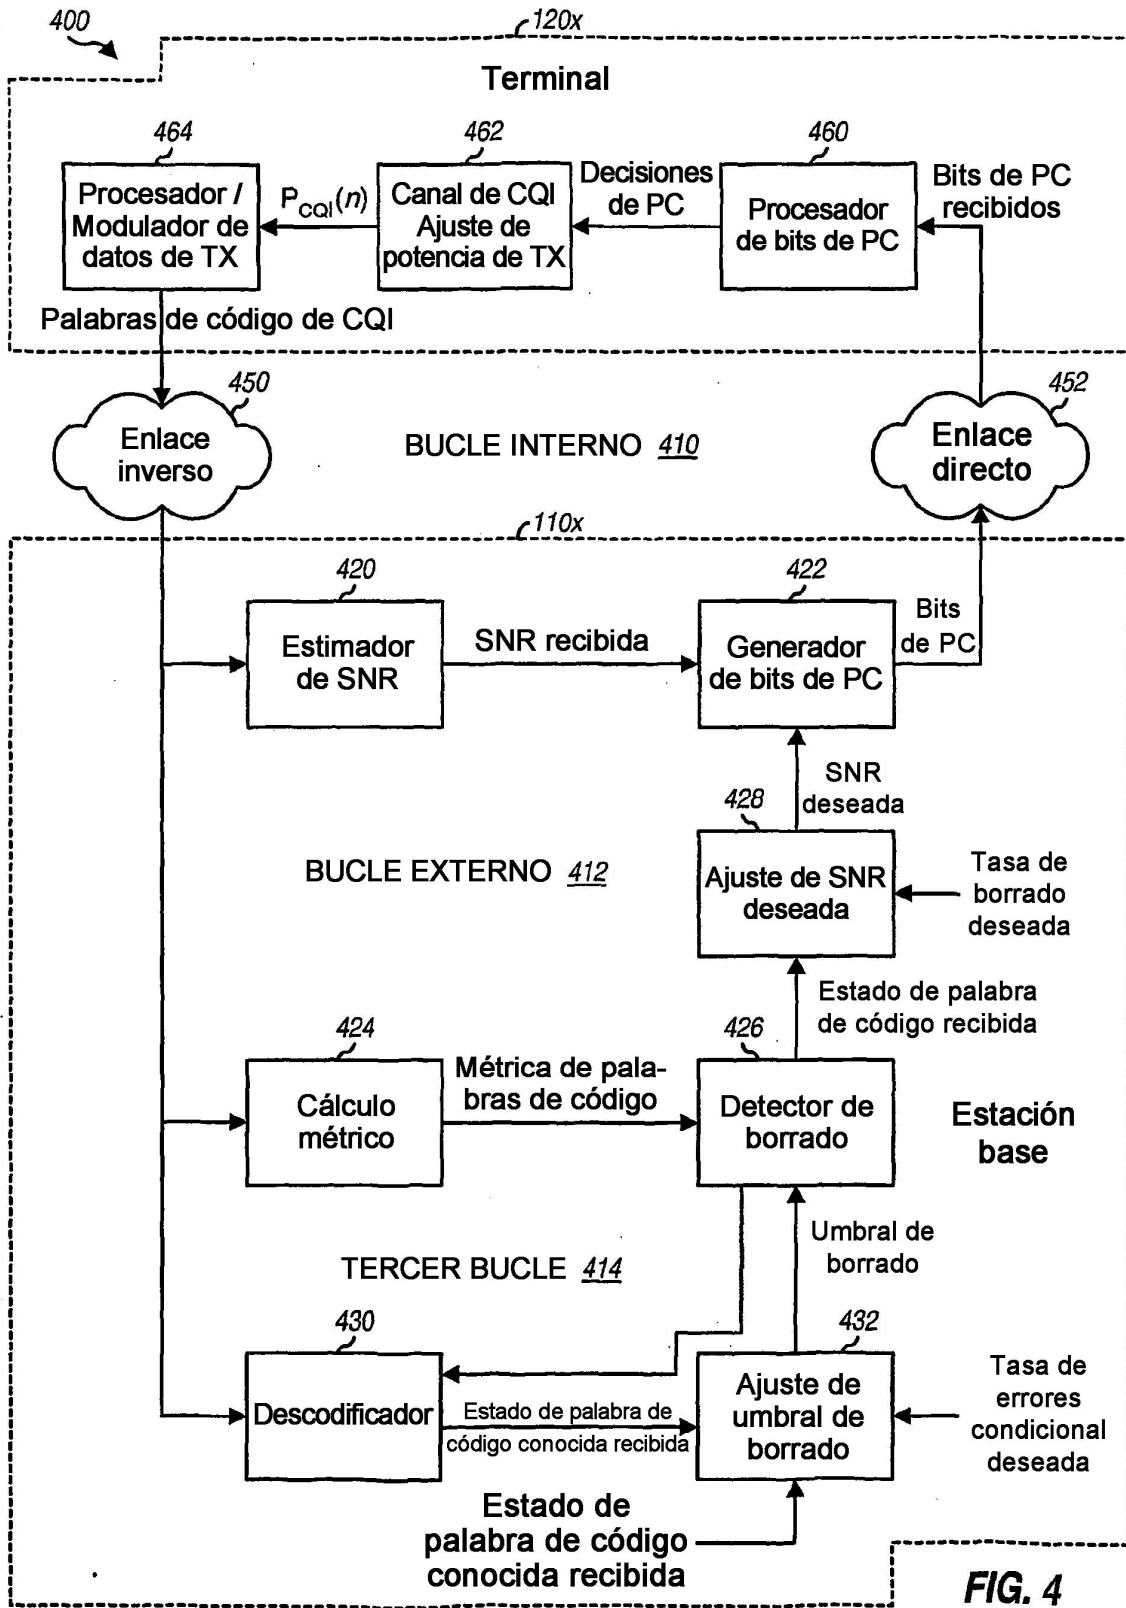 400
120x
Terminal
464
462
460
Procesador /
Modulador de
datos de TX
P_CQI(n)
Canal de CQI
Ajuste de
potencia de TX
Decisiones
de PC
Procesador
de bits de PC
Bits de PC
recibidos
Palabras de código de CQI
450
452
Enlace
inverso
BUCLE INTERNO 410
Enlace
directo
110x
420
422
Estimador
de SNR
SNR recibida
Generador
de bits de PC
Bits
de PC
SNR
deseada
428
BUCLE EXTERNO 412
Ajuste de SNR
deseada
Tasa de
borrado
deseada
Estado de palabra
de código recibida
424
426
Cálculo
métrico
Métrica de pala-
bras de código
Detector de
borrado
Estación
base
Umbral de
borrado
TERCER BUCLE 414
430
432
Descodificador
Estado de palabra de
código conocida recibida
Ajuste de
umbral de
borrado
Tasa de
errores
condicional
deseada
Estado de
palabra de código
conocida recibida
FIG. 4